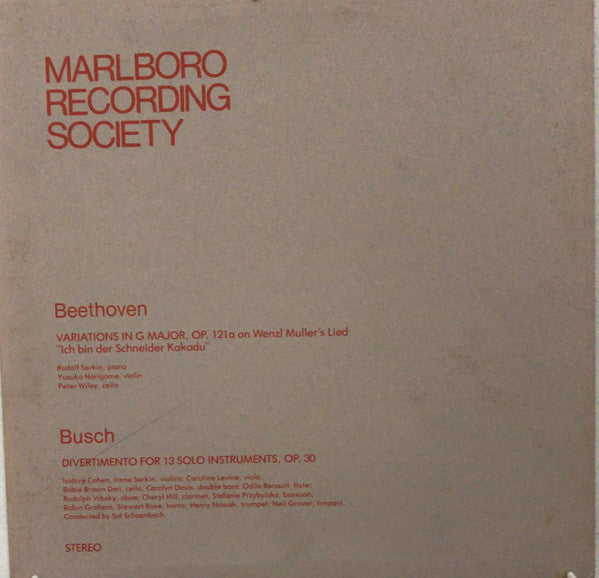 MARLBORO
RECORDING
SOCIETY
Beethoven
VARIATIONS IN G MAJOR, OP. 121a on Wenzl Muller's Lied
"Ich bin der Schneider Kakadu"
Rudolf Serkin, piano
Yuzuko Horigome, violin
Peter Wiley, cello
Busch
DIVERTIMENTO FOR 13 SOLO INSTRUMENTS, OP. 30
Isidore Cohen, Irene Serkin, violins; Caroline Levine, viola;
Robie Brown Dan, cello; Carolyn Davis, double bass; Odile Renault, flute;
Rudolph Vrbsky, oboe; Cheryl Hill, clarinet, Stefanie Przybylska, bassoon;
Robin Graham, Stewart Rose, horns; Henry Nowak, trumpet; Neil Grover, timpani.
Conducted by Sol Schoenbach
STEREO